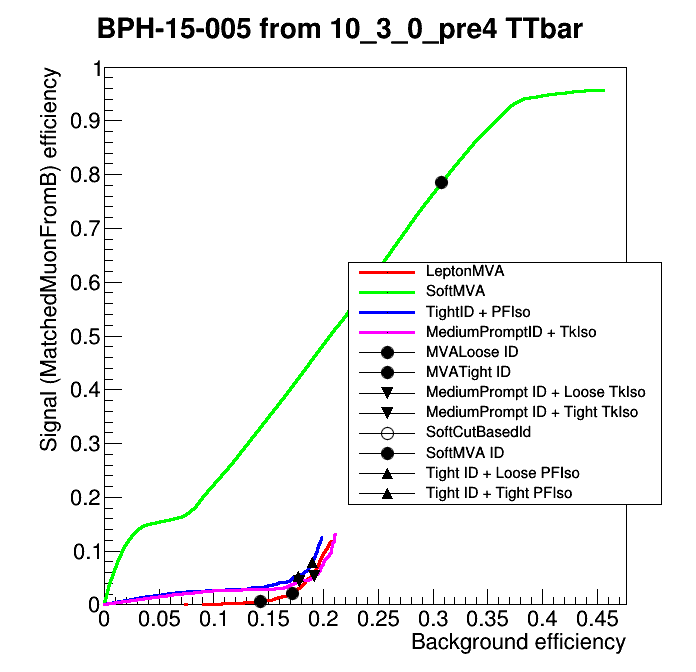 BPH-15-005 from 10_3_0_pre4 TTbar
Signal (MatchedMuonFromB) efficiency
1
0.9
0.8
0.7
0.6
0.5
0.4
0.3
0.2
0.1
0
LeptonMVA
SoftMVA
TightID + PFIso
MediumPromptID + TkIso
MVALoose ID
MVATight ID
MediumPrompt ID + Loose TkIso
MediumPrompt ID + Tight TkIso
SoftCutBasedId
SoftMVA ID
Tight ID + Loose PFIso
Tight ID + Tight PFIso
0 0.05 0.1 0.15 0.2 0.25 0.3 0.35 0.4 0.45
Background efficiency